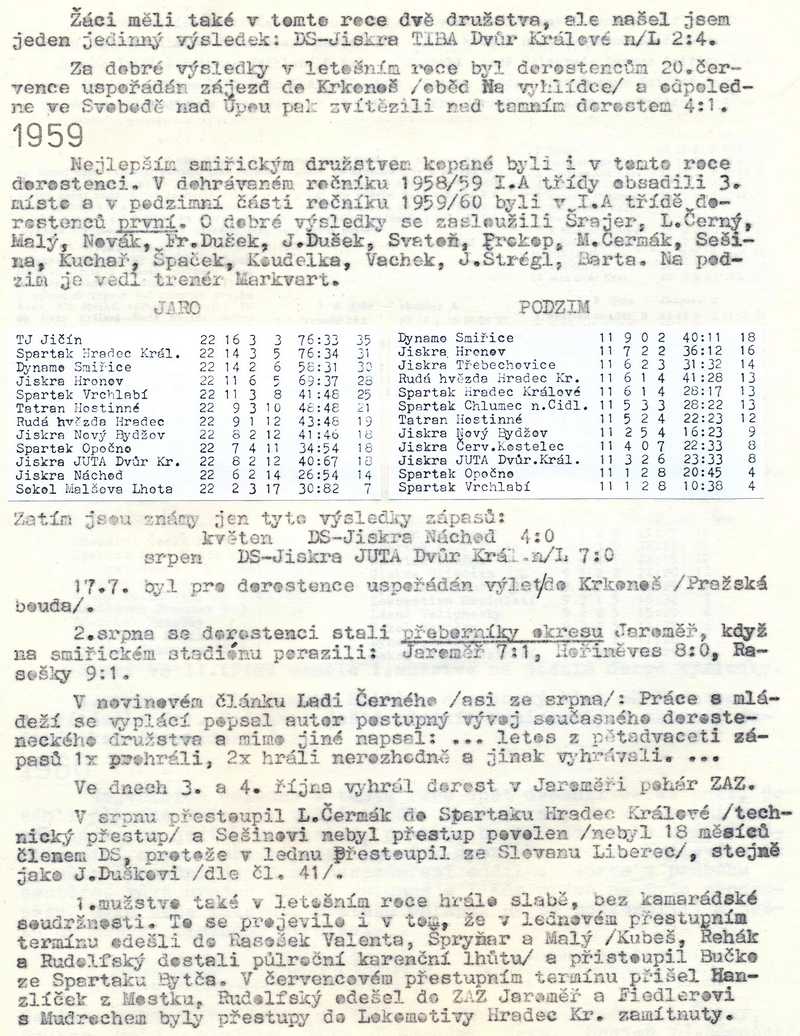 Žáci měli také v tomto roce dvě družstva, ale našel jsem
jeden jedinný výsledek: DS-Jiskra TIBA Dvůr Králové n/L 2:4.
Za dobré výsledky v letošním roce byl dorostencům 20.čer-
vence uspořádán zájezd do Krkonoš /oběd Na vyhlídce/ a odpoled-
ne ve Svobodě nad Úpou pak zvítězili nad tamním dorostem 4:1.
1959
Nejlepším smiřickým družstvem kopané byli i v tomto roce
dorostenci. V dohrávaném ročníku 1958/59 I.A třídy obsadili 3.
místo a v podzimní části ročníku 1959/60 byli v I.A třídě do-
rostenců první. O dobré výsledky se zasloužili Šrajer, L.Černý,
Malý, Novák, Fr.Dušek, J.Dušek, Svatoň, Prokop, M.Čermák, Seši-
na, Kuchař, Špaček, Koudelka, Vachek, J.Štrégl, Barta. Na pod-
zim je vedl trenér Markvart.
JARO
TJ Jičín 22 16 3 3 76:33 35
Spartak Hradec Král. 22 14 3 5 76:34 31
Dynamo Smiřice 22 14 2 6 58:31 30
Jiskra Hronov 22 11 6 5 69:37 28
Spartak Vrchlabí 22 11 3 8 41:48 25
Tatran Hostinné 22 9 3 10 48:48 21
Rudá hvězda Hradec 22 9 1 12 43:48 19
Jiskra Nový Bydžov 22 8 2 12 41:46 18
Spartak Opočno 22 7 4 11 34:54 18
Jiskra JUTA Dvůr Kr. 22 8 2 12 40:67 18
Jiskra Náchod 22 6 2 14 26:54 14
Sokol Malšova Lhota 22 2 3 17 30:82 7
PODZIM
Dynamo Smiřice 11 9 0 2 40:11 18
Jiskra Hronov 11 7 2 2 36:12 16
Jiskra Třebechovice 11 6 2 3 31:32 14
Rudá hvězda Hradec Kr. 11 6 1 4 41:28 13
Spartak Hradec Králové 11 6 1 4 28:17 13
Spartak Chlumec n.Cidl. 11 5 3 3 28:22 13
Tatran Hostinné 11 5 2 4 22:23 12
Jiskra Nový Bydžov 11 2 5 4 16:23 9
Jiskra Červ.Kostelec 11 4 0 7 22:33 8
Jiskra JUTA Dvůr.Král. 11 3 2 6 23:33 8
Spartak Opočno 11 1 2 8 20:45 4
Spartak Vrchlabí 11 1 2 8 10:38 4
Zatím jsou známy jen tyto výsledky zápasů:
květen DS-Jiskra Náchod 4:0
srpen DS-Jiskra JUTA Dvůr Král.n/L 7:0
17.7. byl pro dorostence uspořádán výlet/do Krkonoš /Pražská
bouda/.
2.srpna se dorostenci stali přeborníky okresu Jaroměř, když
na smiřickém stadiónu porazili: Jaroměř 7:1, Hořiněves 8:0, Ra-
sošky 9:1.
V novinovém článku Ladi Černého /asi ze srpna/: Práce s mlá-
deží se vyplácí popsal autor postupný vývoj současného doroste-
neckého družstva a mimo jiné napsal: ... letos z pětadvaceti zá-
pasů 1x prohráli, 2x hráli nerozhodně a jinak vyhrávali. ...
Ve dnech 3. a 4. října vyhrál dorost v Jaroměři pohár ZAZ.
V srpnu přestoupil L.Čermák do Spartaku Hradec Králové /tech-
nický přestup/ a Sešinovi nebyl přestup povolen /nebyl 18 měsíců
členem DS, protože v lednu přestoupil ze Slovanu Liberec/, stejně
jako J.Duškovi /dle čl. 41/.
1.mužstvo také v letošním roce hrálo slabě, bez kamarádské
soudržnosti. To se projevilo i v tom, že v lednovém přestupním
termínu odešli do Rasošek Valenta, Spryňar a Malý /Kubeš, Řehák
a Rudolfský dostali půlroční karenční lhůtu/ a přistoupil Bučko
ze Spartaku Bytča. V červencovém přestupním termínu přišel Han-
zlíček z Mostku, Rudolfský odešel do ZAZ Jaroměř a Fiedlerovi
s Mudrochem byly přestupy do Lokomotivy Hradec Kr. zamítnuty.